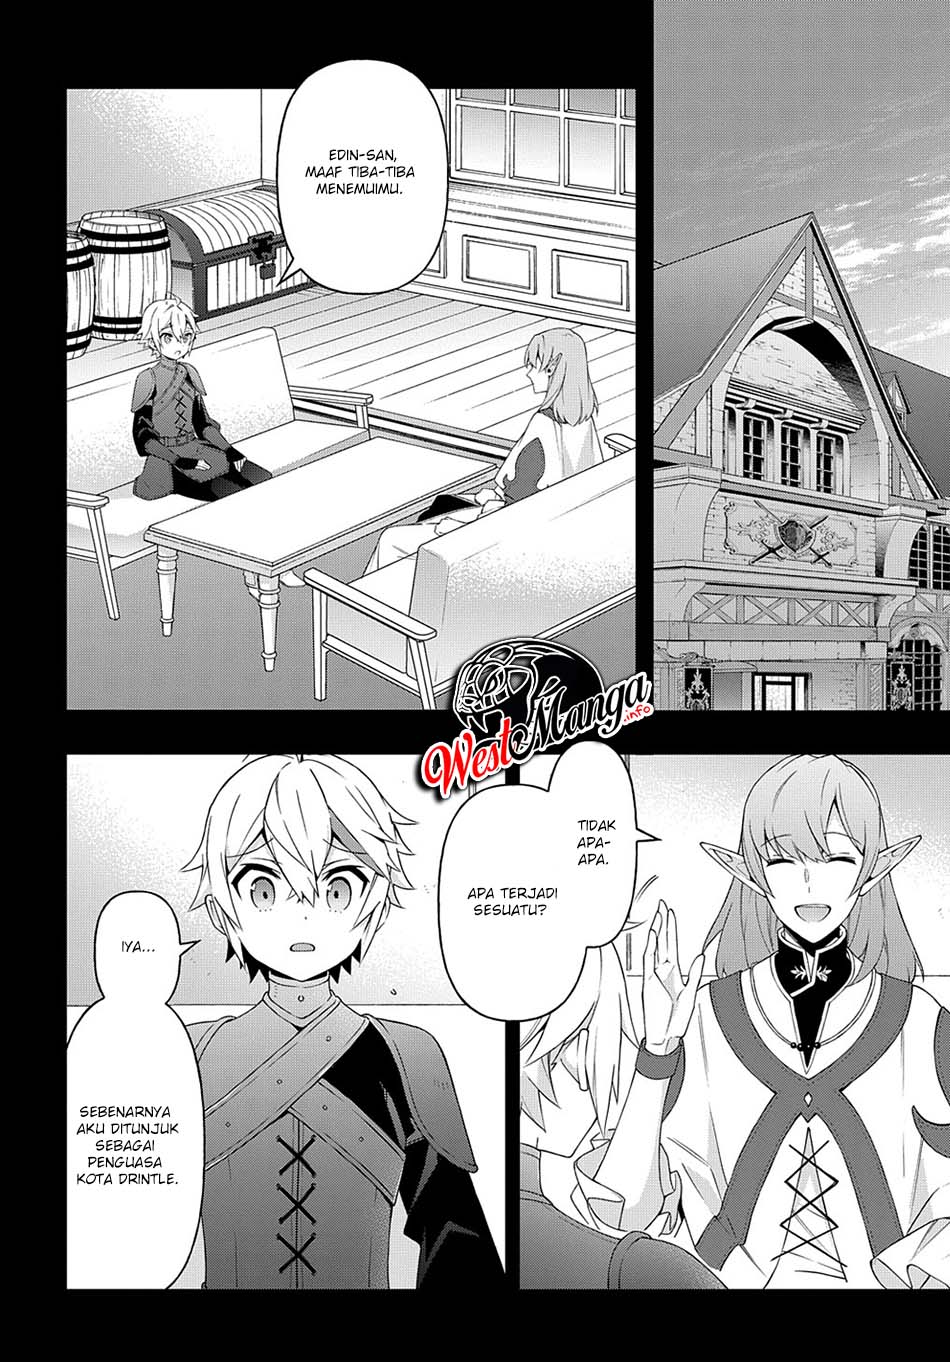 EDIN-SAN,
MAAF TIBA-TIBA
MENEMUIMU.
WestManga
.info
TIDAK
APA-
APA.
APA TERJADI
SESUATU?
IYA...
SEBENARNYA
AKU DITUNJUK
SEBAGAI
PENGUASA
KOTA DRINTLE.